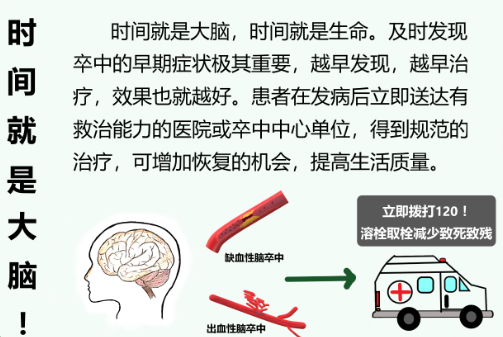 时间就是大脑！
时间就是大脑，时间就是生命。及时发现
卒中的早期症状极其重要，越早发现，越早治
疗，效果也就越好。患者在发病后立即送达有
救治能力的医院或卒中中心单位，得到规范的
治疗，可增加恢复的机会，提高生活质量。
缺血性脑卒中
出血性脑卒中
立即拨打120！
溶栓取栓减少致死致残